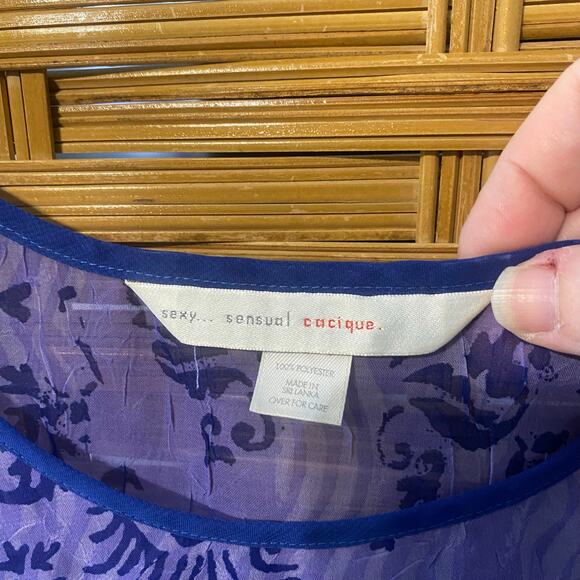 sexy... sensual cacique.
100% POLYESTER
MADE IN
SRI LANKA
OVER FOR CARE